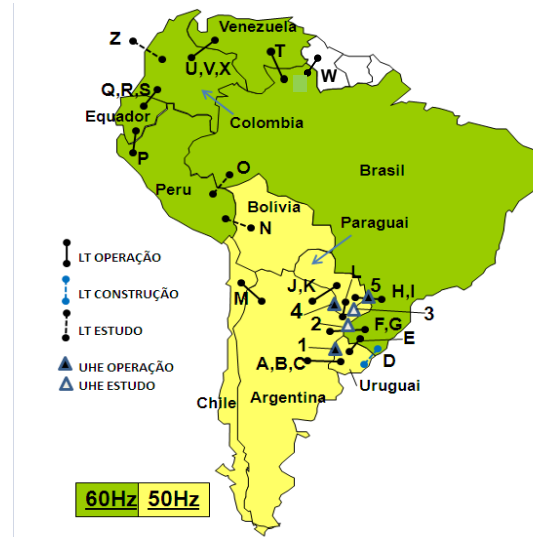 Z
Venezuela
T
U,V,X
W
Q,R,S
Equador
Colombia
P
O
Brasil
Peru
Bolivia
Paraguai
N
LT OPERAÇÃO
LT CONSTRUÇÃO
LT ESTUDO
UHE OPERAÇÃO
UHE ESTUDO
L
M
J,K
5
H,I
4
3
2
F,G
E
1
A,B,C
D
Uruguai
Chile
Argentina
60Hz 50Hz